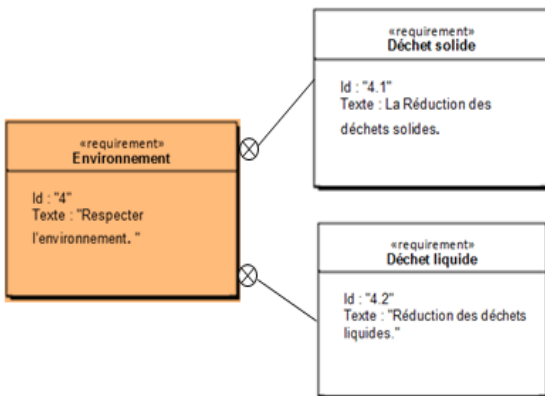 «requirement»
Déchet solide
Id : "4.1"
Texte : La Réduction des
déchets solides.
«requirement»
Environnement
Id : "4"
Texte : "Respecter
l'environnement. "
«requirement»
Déchet liquide
Id : "4.2"
Texte : "Réduction des déchets
liquides."